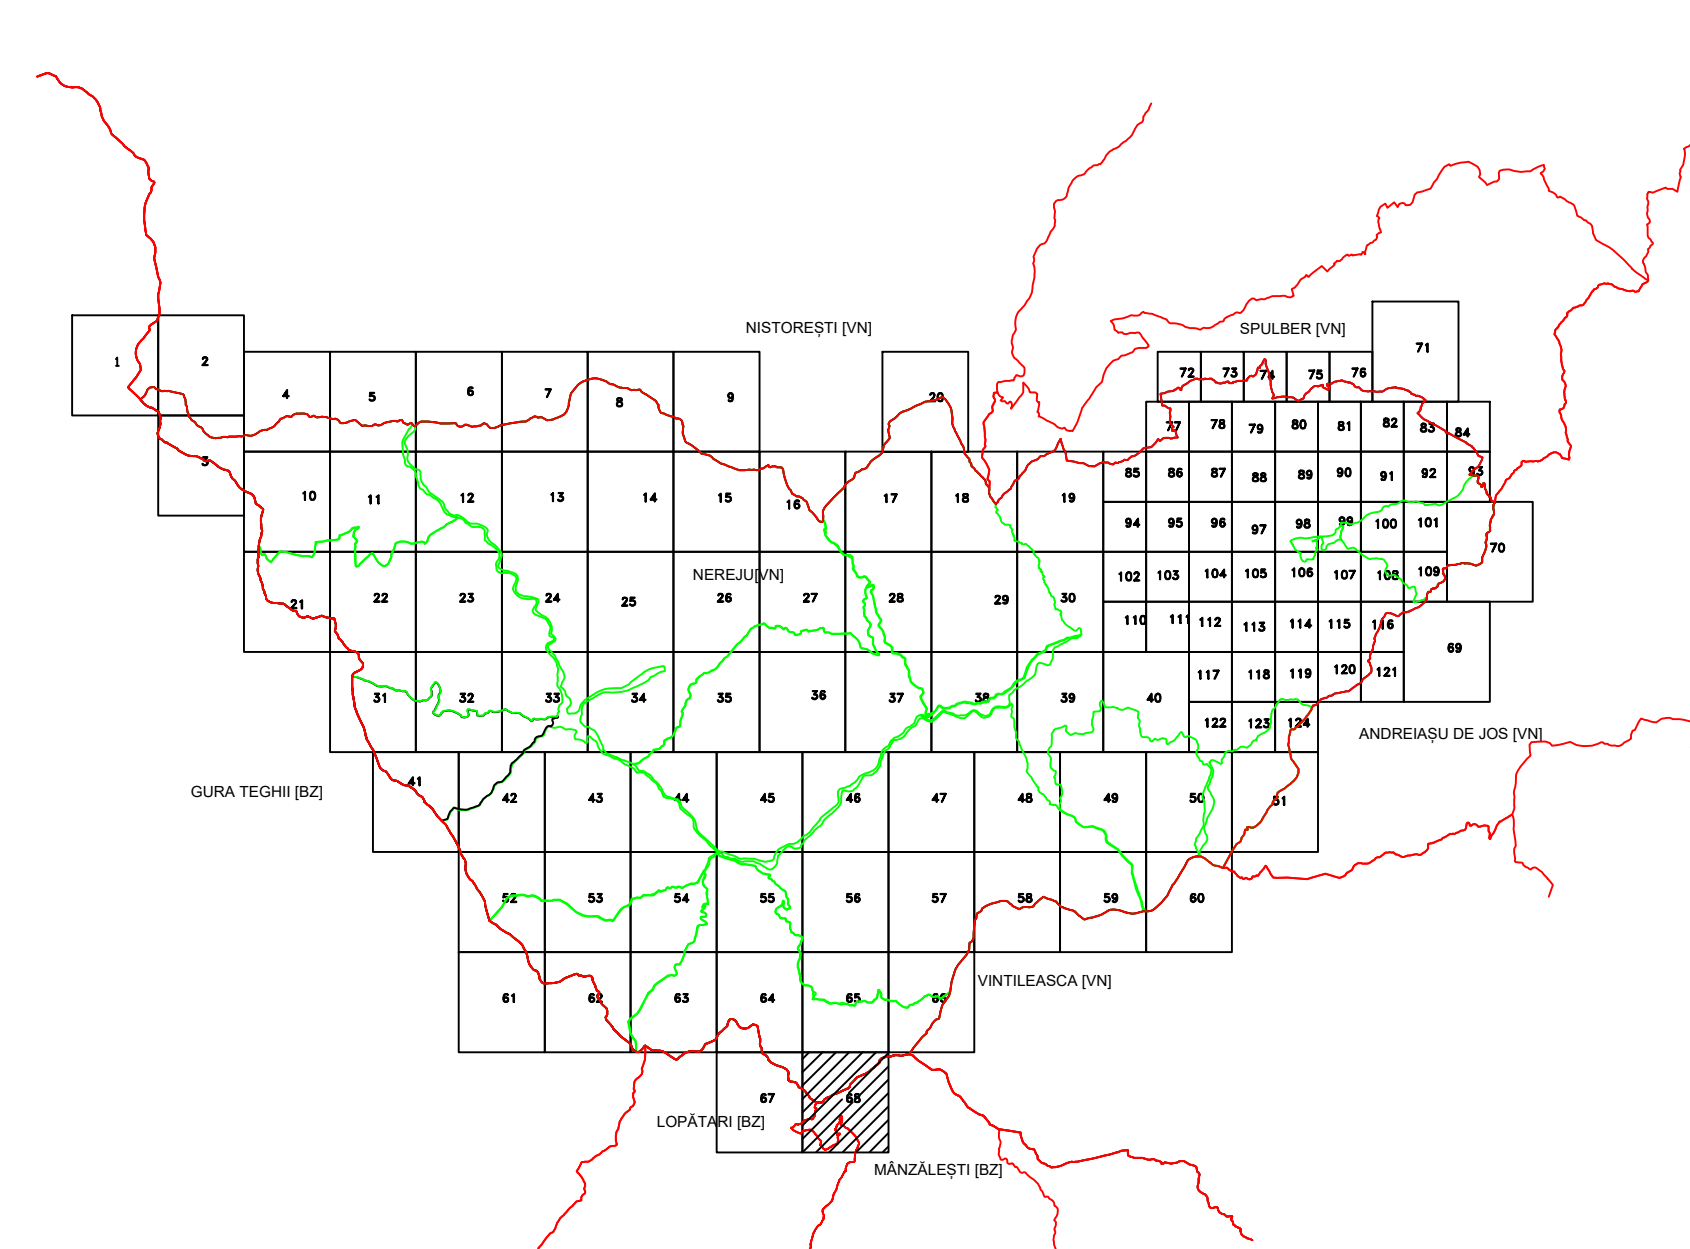 NISTOREȘTI [VN] SPULBER [VN]
71
1 2
72 73 74 75 76
4 5 6 7 8 9 20
77 78 79 80 81 82 83 84
3
85 86 87 88 89 90 91 92 93
10 11 12 13 14 15 16 17 18 19
94 95 96 97 98 99 100 101
70
NEREJU[VN]
102 103 104 105 106 107 108 109
21 22 23 24 25 26 27 28 29 30
110 111 112 113 114 115 116
69
117 118 119 120 121
31 32 33 34 35 36 37 38 39 40
122 123 124
ANDREIAȘU DE JOS [VN]
GURA TEGHII [BZ]
41 42 43 44 45 46 47 48 49 50 51
52 53 54 55 56 57 58 59 60
VINTILEASCA [VN]
61 62 63 64 65 66
67 68
LOPĂTARI [BZ]
MÂNZĂLEȘTI [BZ]